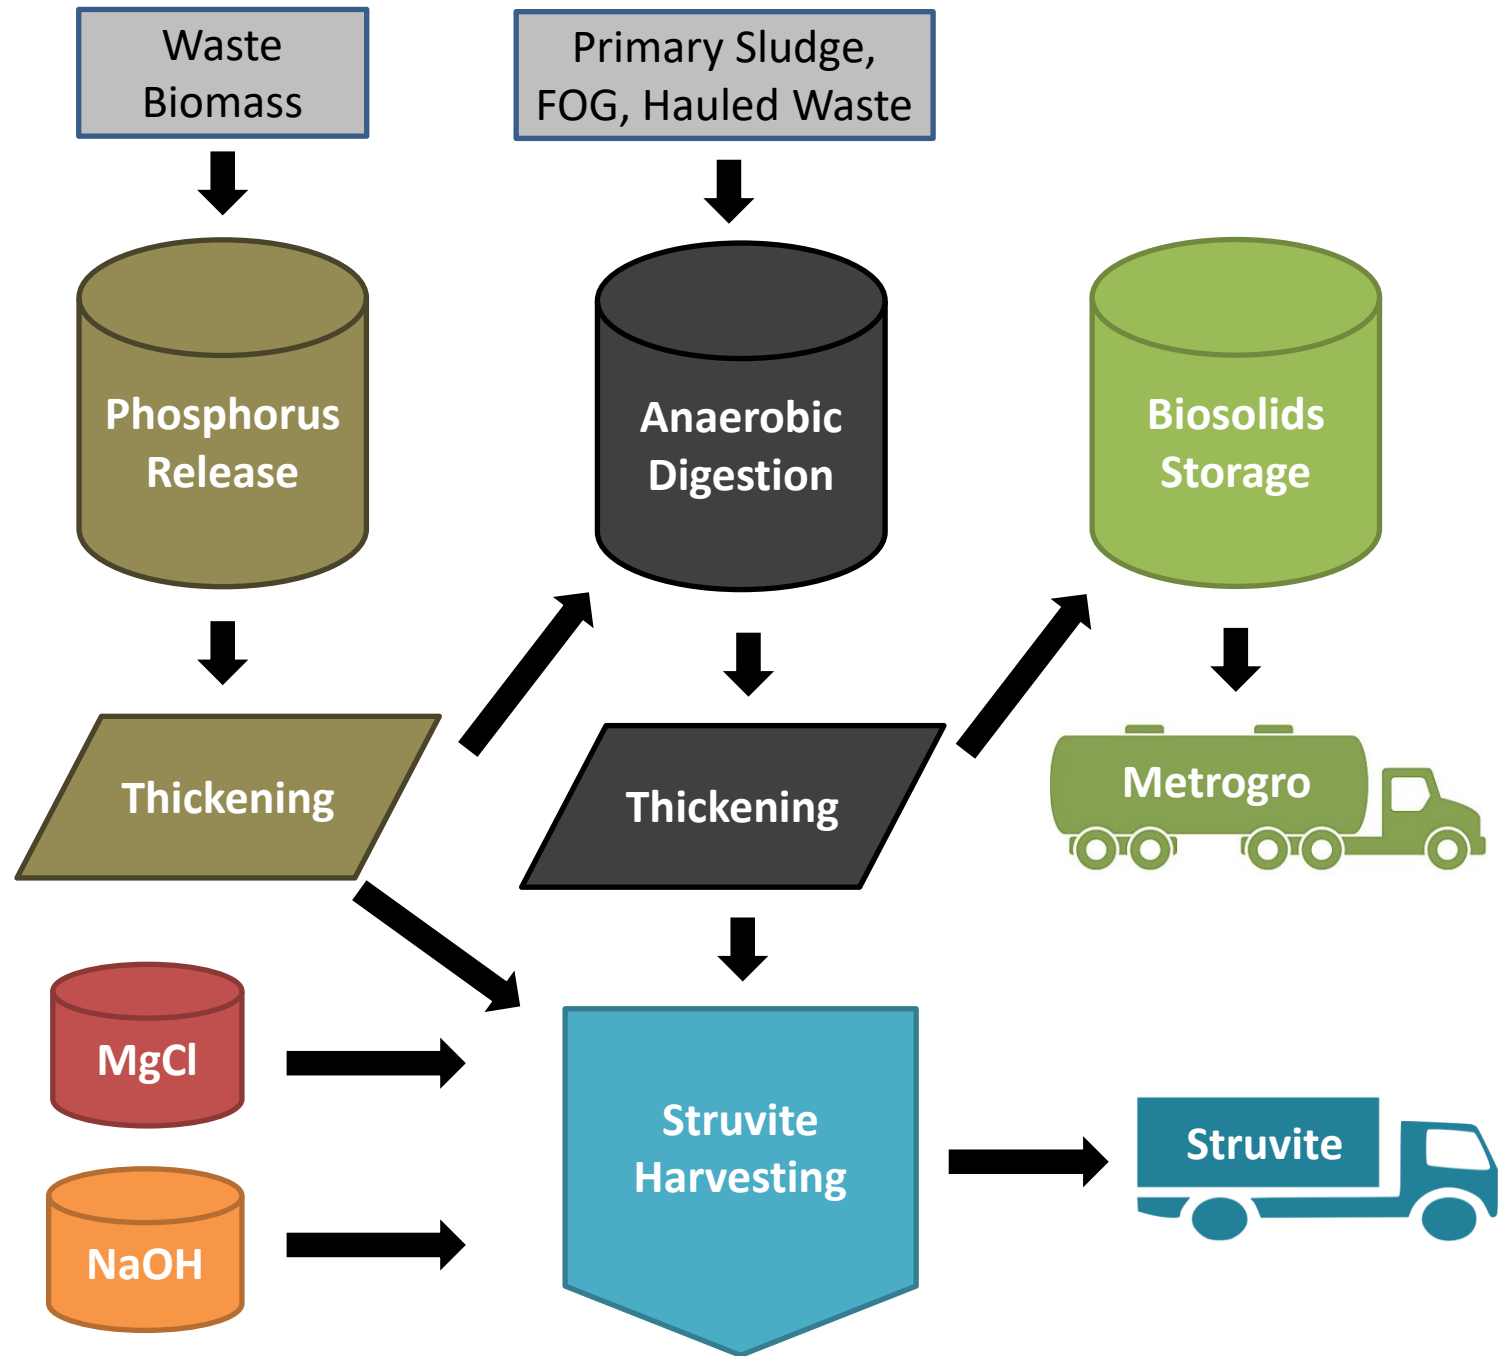 Waste
Biomass
Primary Sludge,
FOG, Hauled Waste
Phosphorus
Release
Anaerobic
Digestion
Biosolids
Storage
Thickening
Thickening
Metrogro
MgCl
NaOH
Struvite
Harvesting
Struvite